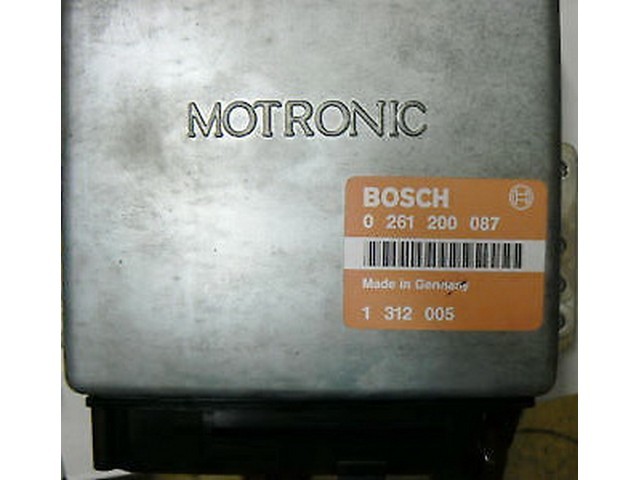 MOTRONIC
BOSCH
0 261 200 087
Made in Germany
1 312 005